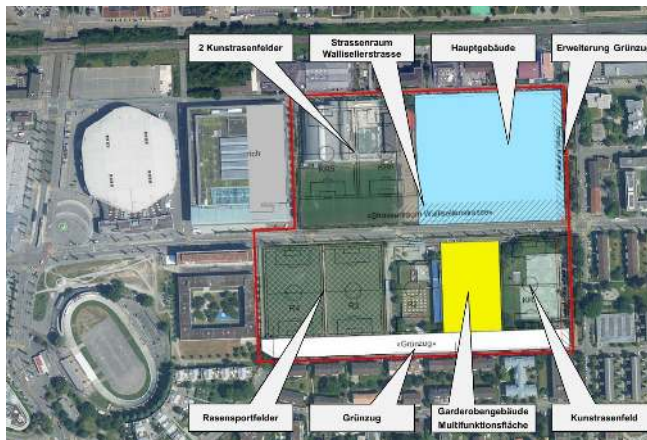 2 Kunstrasenfelder
Strassenraum
Wallisellerstrasse
Hauptgebäude
Erweiterung Grünzug
«Strassenraum Wallisellerstrasse»
«Grünzug»
Rasensportfelder
Grünzug
Garderobengebäude
Multifunktionsfläche
Kunstrasenfeld